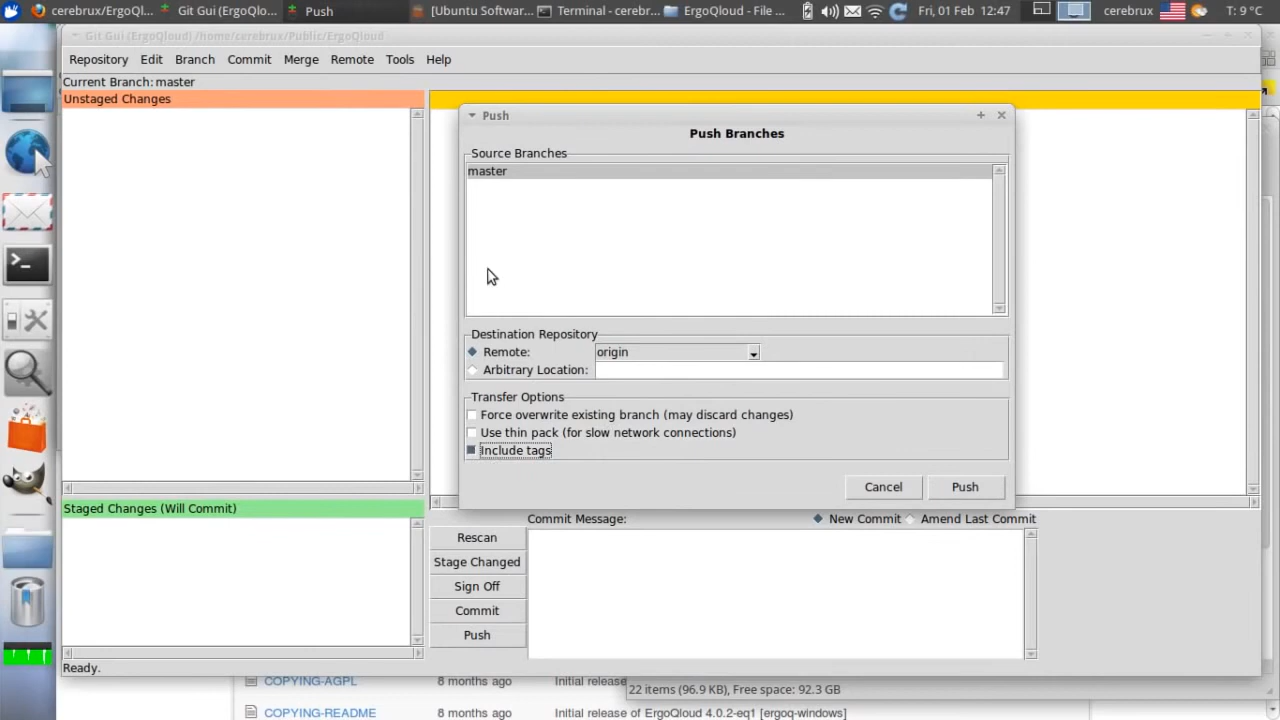 cerebrux/ErgoQl... Git Gui (ErgoQlo... Push [Ubuntu Softwar... Terminal - cerebr... ErgoQloud - File ... Fri, 01 Feb 12:47 cerebrux T: 9 °C
Git Gui (ErgoQloud) /home/cerebrux/Public/ErgoQloud
Repository Edit Branch Commit Merge Remote Tools Help
Current Branch: master
Unstaged Changes
Push
Push Branches
Source Branches
master
Destination Repository
Remote: origin
Arbitrary Location:
Transfer Options
Force overwrite existing branch (may discard changes)
Use thin pack (for slow network connections)
Include tags
Cancel Push
Staged Changes (Will Commit)
Commit Message: New Commit Amend Last Commit
Rescan
Stage Changed
Sign Off
Commit
Push
Ready.
COPYING-AGPL 8 months ago Initial release
22 items (96.9 KB), Free space: 92.3 GB
COPYING-README 8 months ago Initial release of ErgoQloud 4.0.2-eq1 [ergoq-windows]